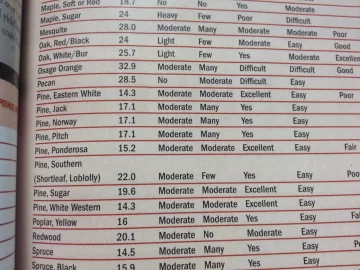 Maple, Soft or Red 18.7 No No Yes Moderate
Maple, Sugar 24 Heavy Few Poor Difficult
Mesquite 28.0 Moderate Many Moderate Moderate Poor
Oak, Red/Black 24 Light Few Moderate Easy Good
Oak, White/Bur 25.7 Light Few Yes Moderate Excellent
Osage Orange 32.9 Moderate Many Difficult Easy Good
Pecan 28.5 No Moderate Difficult Easy
Pine, Eastern White 14.3 Moderate Moderate Excellent Easy Poor
Pine, Jack 17.1 Moderate Many Yes Easy
Pine, Norway 17.1 Moderate Many Yes Easy
Pine, Pitch 17.1 Moderate Many Yes Easy
Pine, Ponderosa 15.2 Moderate Moderate Excellent Easy Fair
Pine, Southern
(Shortleaf, Loblolly) 22.0 Moderate Few Yes Easy
Pine, Sugar 19.6 Moderate Moderate Excellent Easy
Pine, White Western 14.3 Moderate Moderate Excellent Easy
Poplar, Yellow 16 Moderate Moderate Yes Easy
Redwood 20.1 Moderate No Moderate Easy
Spruce 14.5 Moderate Moderate Yes Easy
Spruce, Black 15.9 Moderate Many Yes Easy